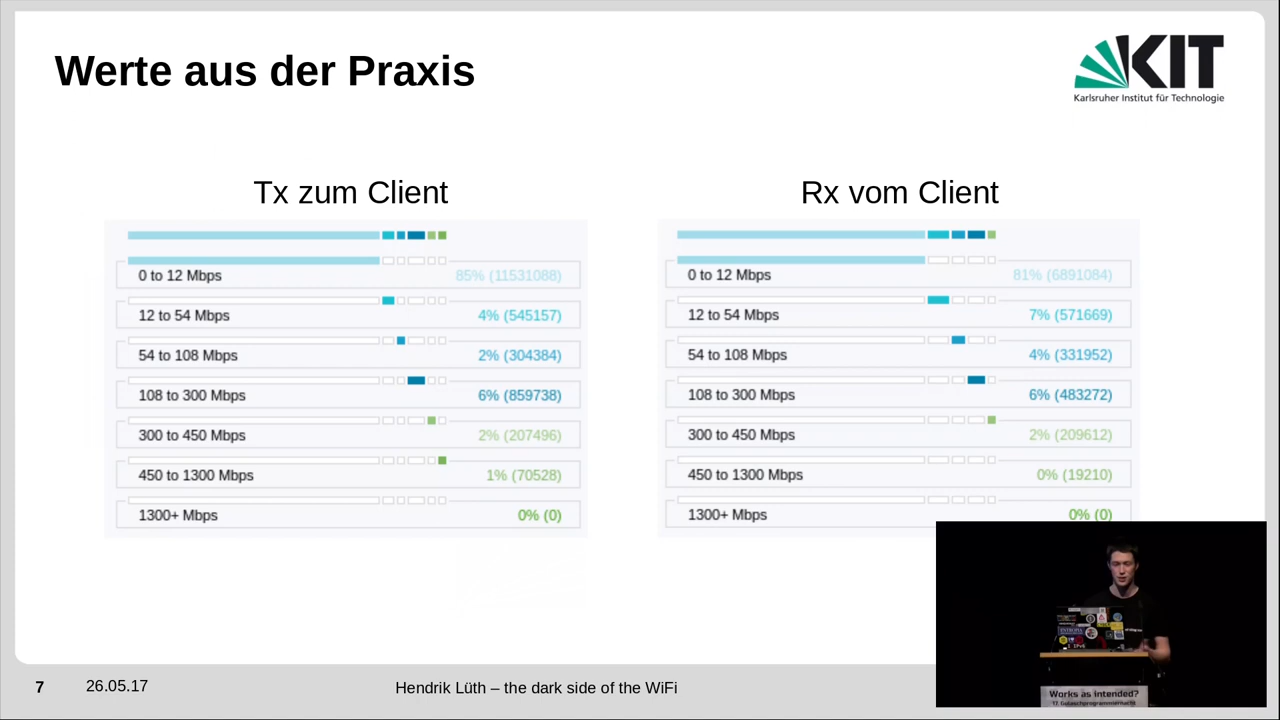 Werte aus der Praxis
KIT
Karlsruher Institut für Technologie
Tx zum Client
0 to 12 Mbps 85% (11531088)
12 to 54 Mbps 4% (545157)
54 to 108 Mbps 2% (304384)
108 to 300 Mbps 6% (859738)
300 to 450 Mbps 2% (207496)
450 to 1300 Mbps 1% (70528)
1300+ Mbps 0% (0)
Rx vom Client
0 to 12 Mbps 81% (6891084)
12 to 54 Mbps 7% (571669)
54 to 108 Mbps 4% (331952)
108 to 300 Mbps 6% (483272)
300 to 450 Mbps 2% (209612)
450 to 1300 Mbps 0% (19210)
1300+ Mbps 0% (0)
ENTROPIA
Works as intended?
17. Gulaschprogrammiernacht
7 26.05.17 Hendrik Lüth – the dark side of the WiFi